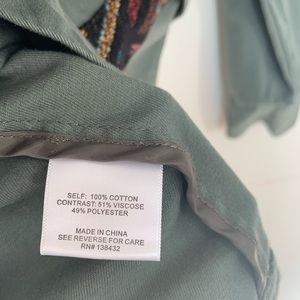 SELF: 100% COTTON
CONTRAST: 51% VISCOSE
49% POLYESTER
MADE IN CHINA
SEE REVERSE FOR CARE
RN# 138432